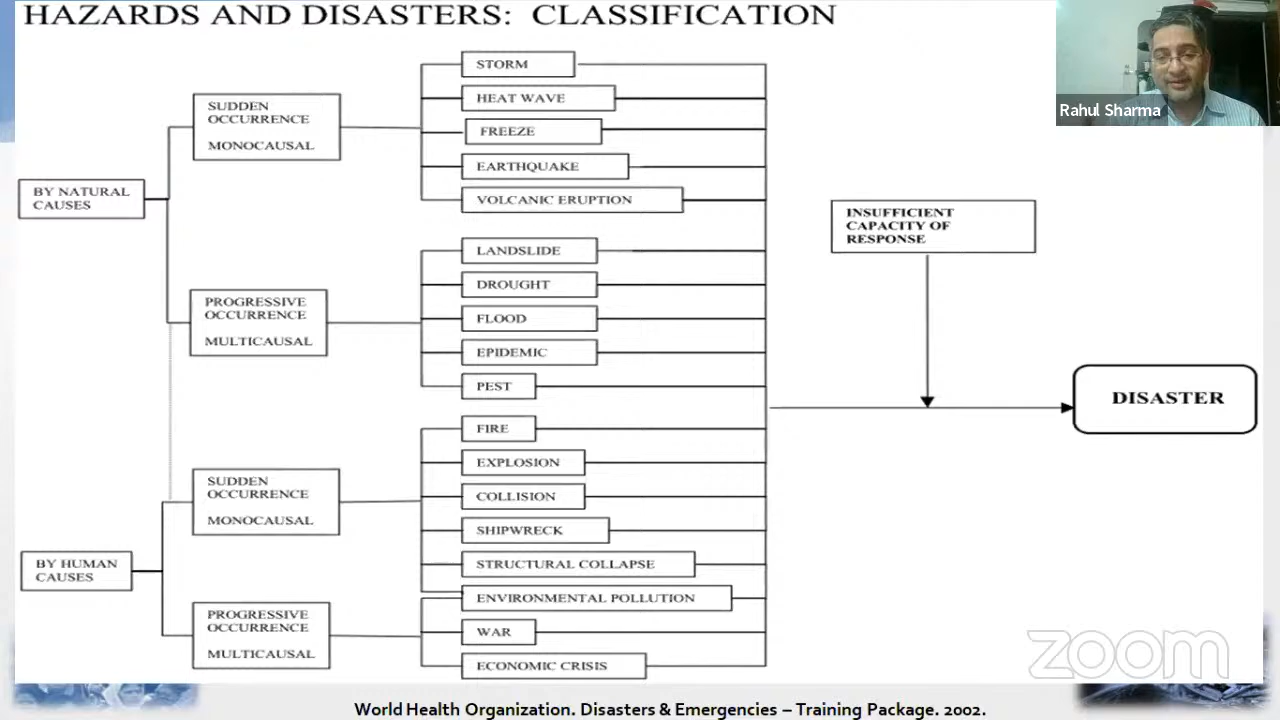 HAZARDS AND DISASTERS: CLASSIFICATION
Rahul Sharma
BY NATURAL
CAUSES
SUDDEN
OCCURRENCE
MONOCAUSAL
STORM
HEAT WAVE
FREEZE
EARTHQUAKE
VOLCANIC ERUPTION
PROGRESSIVE
OCCURRENCE
MULTICAUSAL
LANDSLIDE
DROUGHT
FLOOD
EPIDEMIC
PEST
BY HUMAN
CAUSES
SUDDEN
OCCURRENCE
MONOCAUSAL
FIRE
EXPLOSION
COLLISION
SHIPWRECK
STRUCTURAL COLLAPSE
ENVIRONMENTAL POLLUTION
PROGRESSIVE
OCCURRENCE
MULTICAUSAL
WAR
ECONOMIC CRISIS
INSUFFICIENT
CAPACITY OF
RESPONSE
DISASTER
zoom
World Health Organization. Disasters & Emergencies – Training Package. 2002.